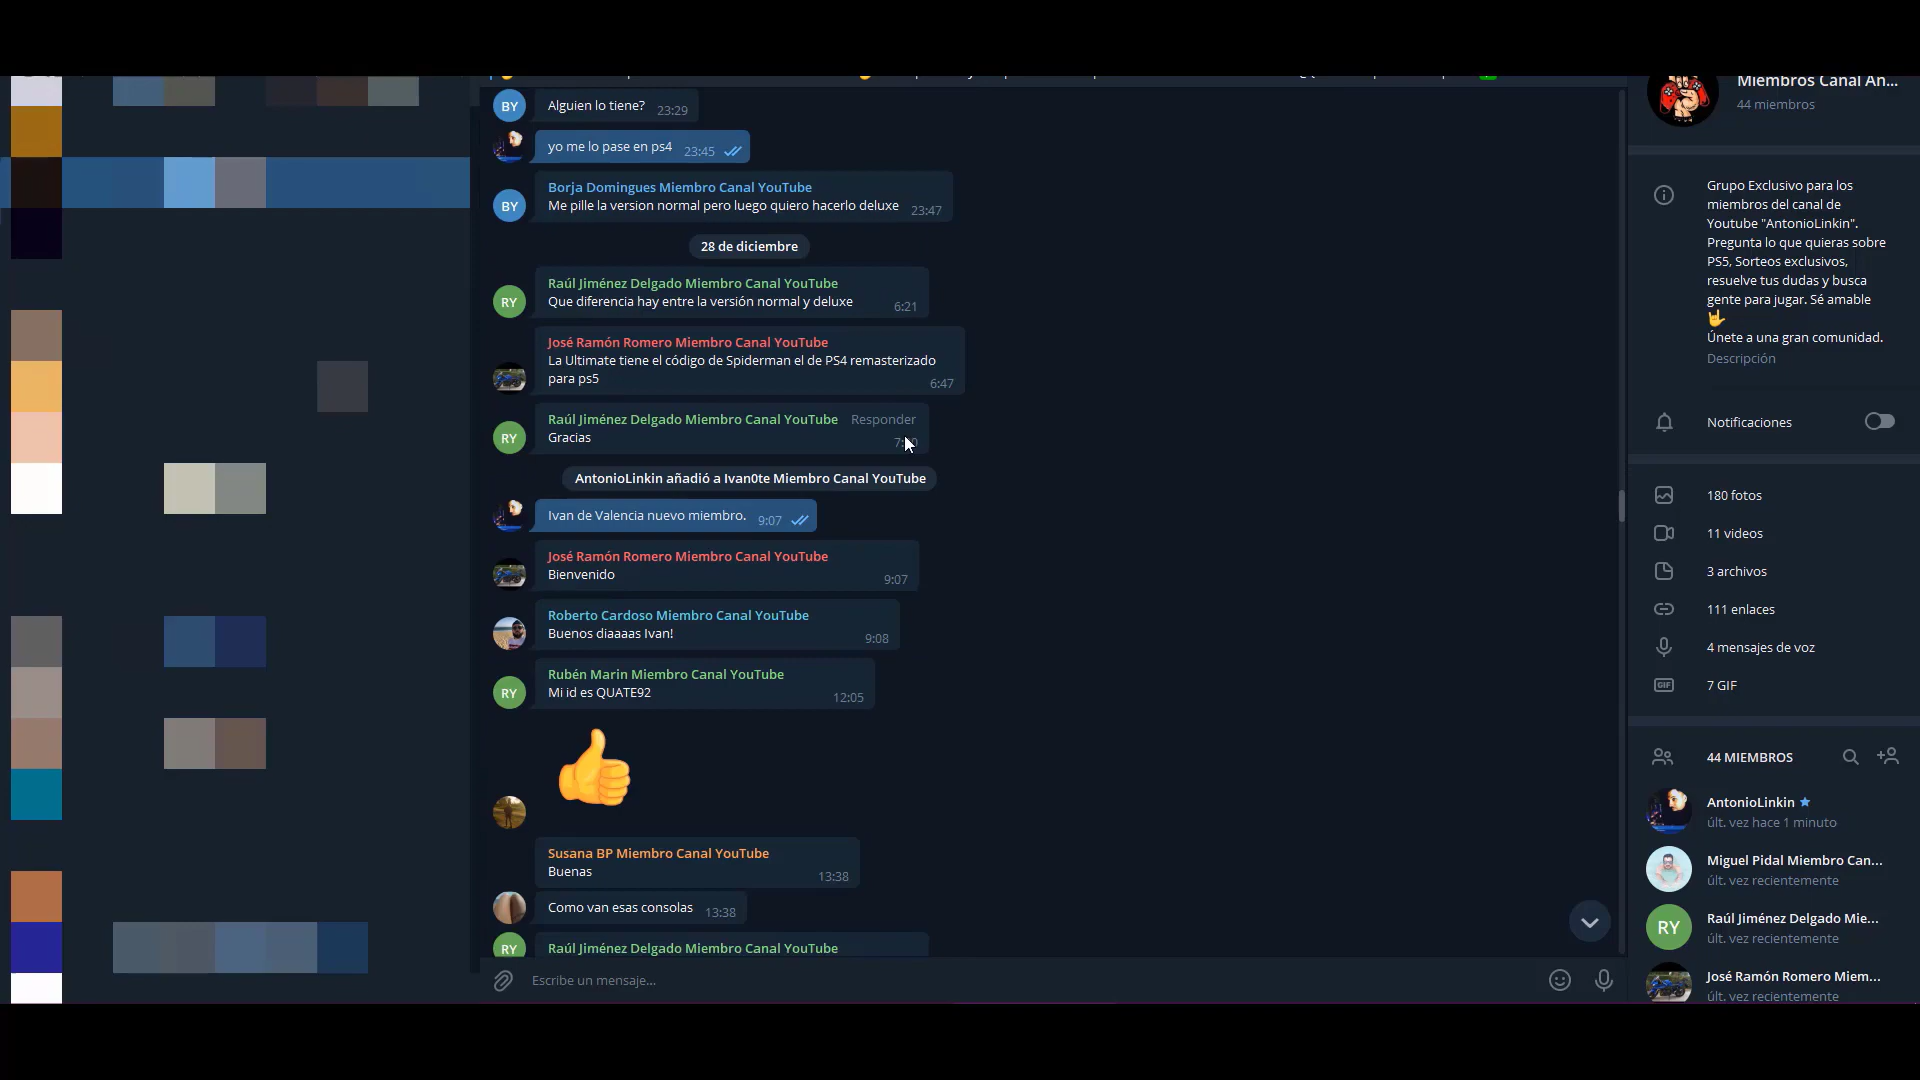 BY
Alguien lo tiene?
23:29
yo me lo pase en ps4
23:45
Borja Domingues Miembro Canal YouTube
BY
Me pille la version normal pero luego quiero hacerlo deluxe
23:47
28 de diciembre
Raúl Jiménez Delgado Miembro Canal YouTube
RY
Que diferencia hay entre la versión normal y deluxe
6:21
José Ramón Romero Miembro Canal YouTube
La Ultimate tiene el código de Spiderman el de PS4 remasterizado
para ps5
6:47
Raúl Jiménez Delgado Miembro Canal YouTube Responder
RY
Gracias
AntonioLinkin añadió a Ivan0te Miembro Canal YouTube
Ivan de Valencia nuevo miembro.
9:07
José Ramón Romero Miembro Canal YouTube
Bienvenido
9:07
Roberto Cardoso Miembro Canal YouTube
Buenos diaaaas Ivan!
9:08
Rubén Marin Miembro Canal YouTube
RY
Mi id es QUATE92
12:05
Susana BP Miembro Canal YouTube
Buenas
13:38
Como van esas consolas
13:38
RY
Raúl Jiménez Delgado Miembro Canal YouTube
Escribe un mensaje...
Miembros Canal An...
44 miembros
Grupo Exclusivo para los
miembros del canal de
Youtube "AntonioLinkin".
Pregunta lo que quieras sobre
PS5, Sorteos exclusivos,
resuelve tus dudas y busca
gente para jugar. Sé amable
🤟
Únete a una gran comunidad.
Descripción
Notificaciones
180 fotos
11 videos
3 archivos
111 enlaces
4 mensajes de voz
GIF
7 GIF
44 MIEMBROS
AntonioLinkin
últ. vez hace 1 minuto
Miguel Pidal Miembro Can...
últ. vez recientemente
RY
Raúl Jiménez Delgado Mie...
últ. vez recientemente
José Ramón Romero Miem...
últ. vez recientemente